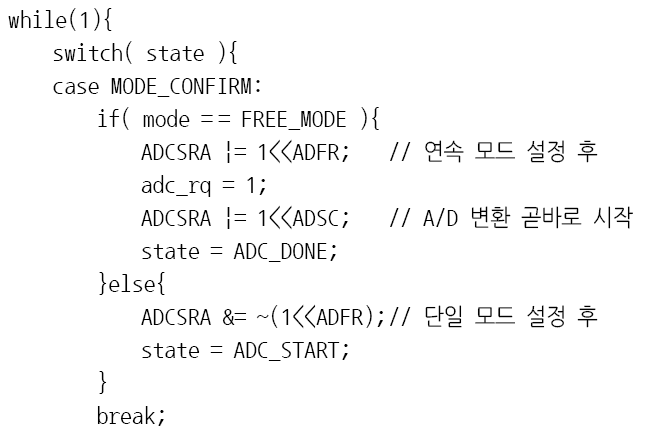 while(1){
switch( state ){
case MODE_CONFIRM:
if( mode == FREE_MODE ){
ADCSRA |= 1<<ADFR; // 연속 모드 설정 후
adc_rq = 1;
ADCSRA |= 1<<ADSC; // A/D 변환 곧바로 시작
state = ADC_DONE;
}else{
ADCSRA &= ~(1<<ADFR);// 단일 모드 설정 후
state = ADC_START;
}
break;